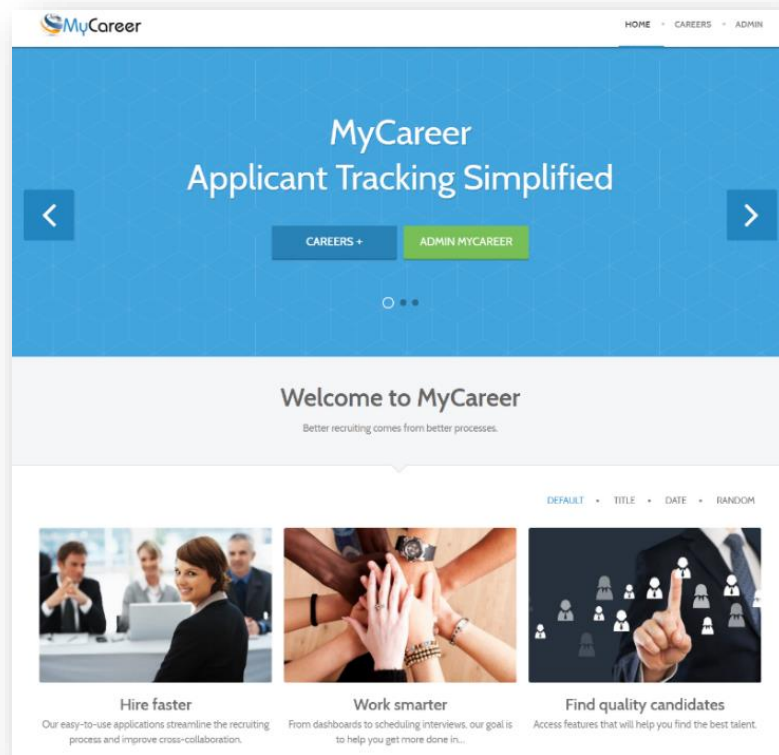 MyCareer
HOME • CAREERS • ADMIN
MyCareer
Applicant Tracking Simplified
CAREERS +
ADMIN MYCAREER
Welcome to MyCareer
Better recruiting comes from better processes.
DEFAULT • TITLE • DATE • RANDOM
Hire faster
Our easy-to-use applications streamline the recruiting
process and improve cross-collaboration.
Work smarter
From dashboards to scheduling interviews, our goal is
to help you get more done in...
Find quality candidates
Access features that will help you find the best talent.